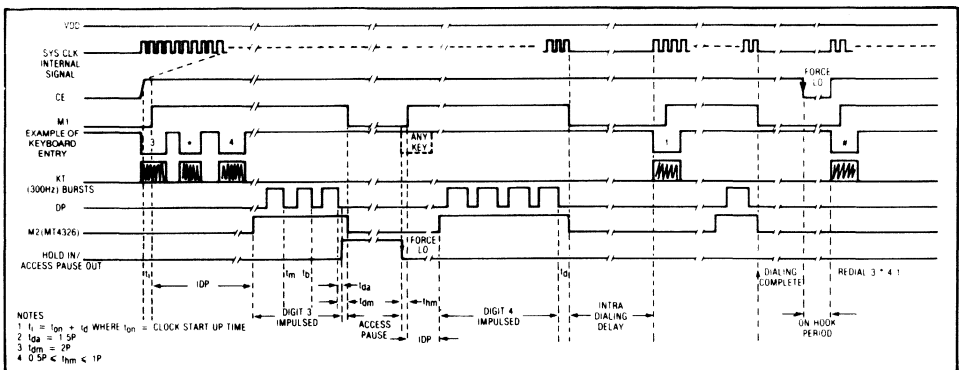 VDD
SYS CLK
INTERNAL
SIGNAL
FORCE
LO
CE
M1
EXAMPLE OF
KEYBOARD
ENTRY
3 * 4
ANY
KEY
1
#
KT
(300Hz) BURSTS
DP
M2(MT4326)
FORCE
LO
HOLD IN/
ACCESS PAUSE OUT
tm tb
tda
tdm
thm
td
IDP
DIGIT 3
IMPULSED
ACCESS
PAUSE
IDP
DIGIT 4
IMPULSED
INTRA
DIALING
DELAY
DIALING
COMPLETE
REDIAL 3 * 4 1
ON HOOK
PERIOD
NOTES
1 ti = ton + td WHERE ton = CLOCK START UP TIME
2 tda = 1 5P
3 tdm = 2P
4 0 5P ≤ thm ≤ 1P